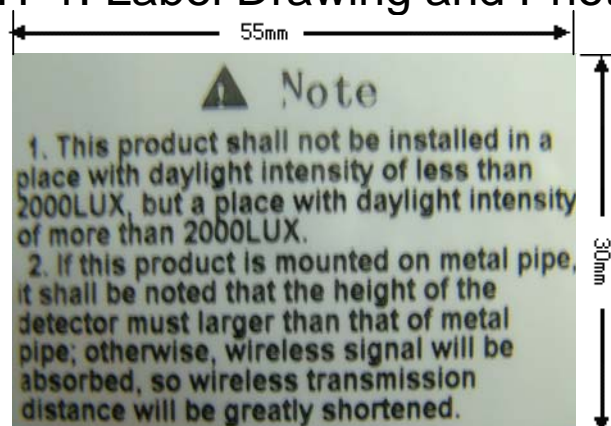 Label Drawing and
55mm
Note
1. This product shall not be installed in a
place with daylight intensity of less than
2000LUX, but a place with daylight intensity
of more than 2000LUX.
2. If this product is mounted on metal pipe,
it shall be noted that the height of the
detector must larger than that of metal
pipe; otherwise, wireless signal will be
absorbed, so wireless transmission
distance will be greatly shortened.
30mm